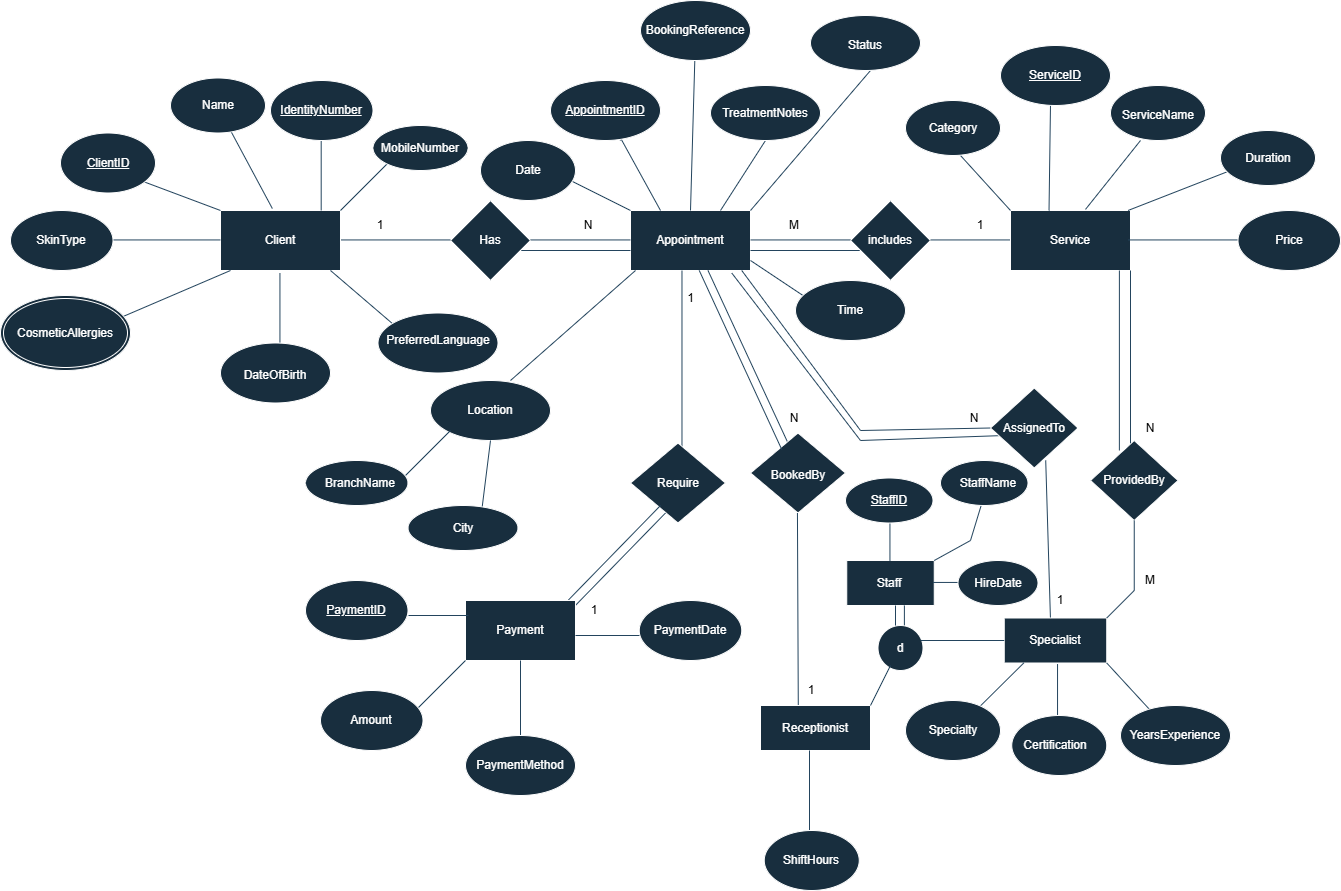 BookingReference
Status
ServiceID
Name
IdentityNumber
AppointmentID
TreatmentNotes
ServiceName
Category
MobileNumber
ClientID
Date
Duration
SkinType
Client
1
Has
N
Appointment
M
includes
1
Service
Price
1
Time
CosmeticAllergies
PreferredLanguage
DateOfBirth
Location
N
N
AssignedTo
N
BranchName
Require
BookedBy
StaffID
StaffName
ProvidedBy
City
Staff
HireDate
M
PaymentID
1
1
Payment
PaymentDate
d
Specialist
1
Amount
Receptionist
Specialty
Certification
YearsExperience
PaymentMethod
ShiftHours